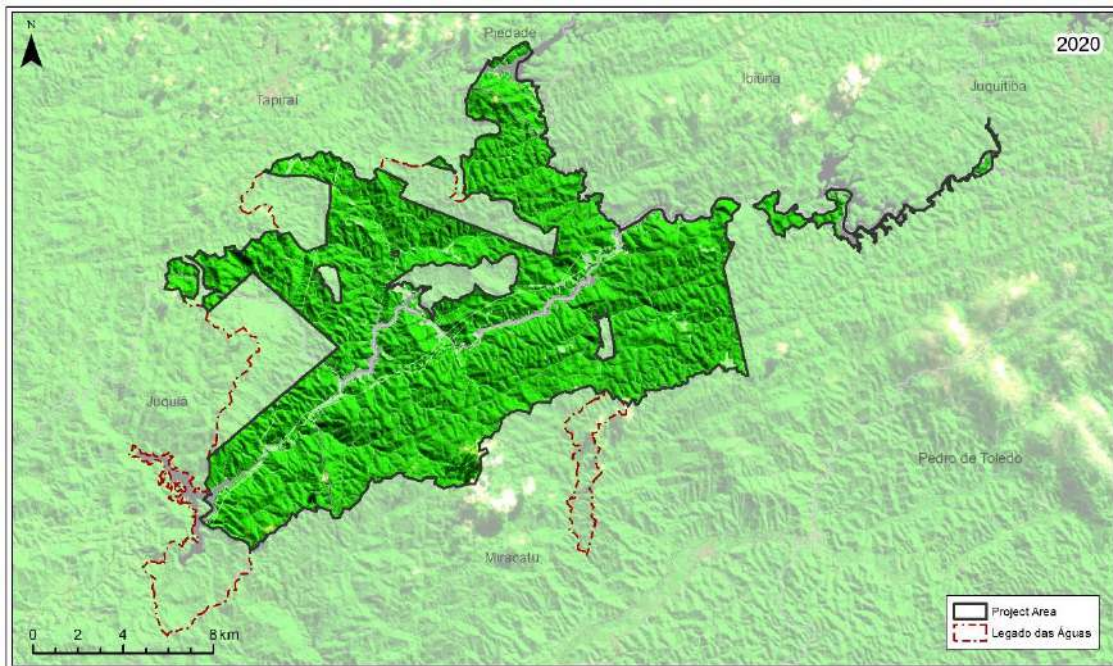 N
Piedade
2020
Ibiúna
Juquitiba
Tapiraí
Juquiá
Pedro de Toledo
Miracatu
Project Area
Legado das Águas
0 2 4 8 km